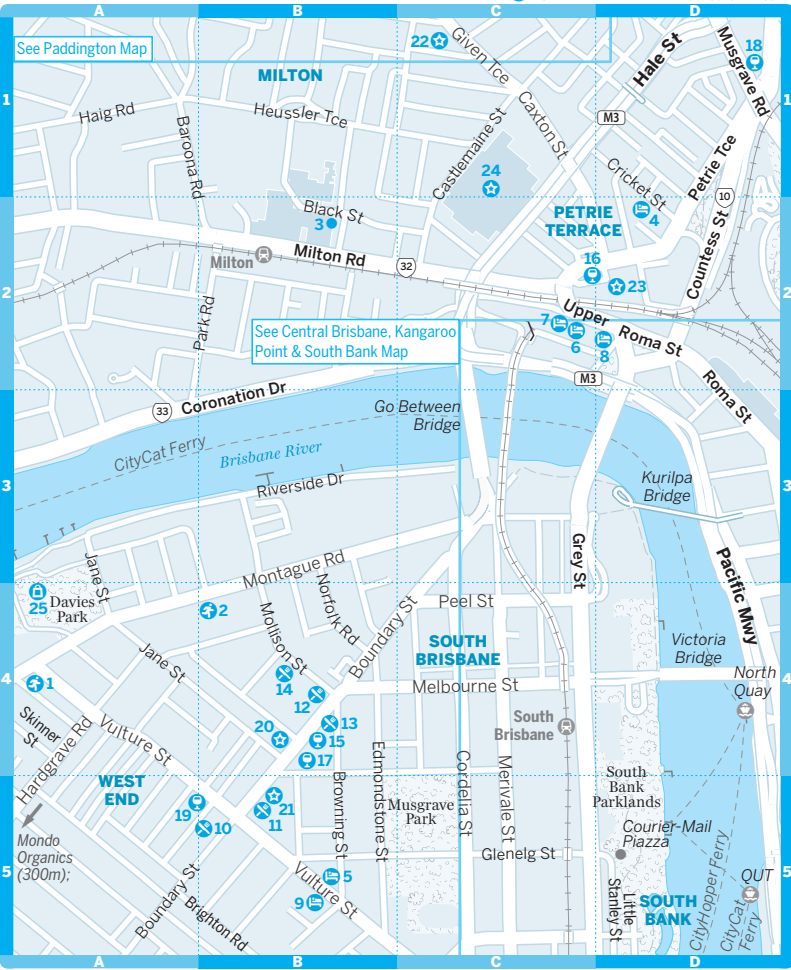 A
B
C
D
See Paddington Map
22
Given Tce
Hale St
Musgrave Rd
18
MILTON
1
1
Haig Rd
Heussler Tce
Caxton St
M3
Baroona Rd
Castlemaine St
24
Cricket St
Petrie Tce
10
Black St
3
PETRIE
TERRACE
4
Countess St
Milton
Milton Rd
32
16
23
2
2
Park Rd
See Central Brisbane, Kangaroo
Point & South Bank Map
7
6
8
Upper
Roma St
M3
Roma St
33
Coronation Dr
Go Between
Bridge
CityCat Ferry
Brisbane River
3
3
Riverside Dr
Kurilpa
Bridge
Jane St
Montague Rd
Grey St
Pacific Mwy
25
Davies
Park
2
Norfolk Rd
Mollison St
Boundary St
Peel St
SOUTH
BRISBANE
Victoria
Bridge
Jane St
4
4
1
14
12
Melbourne St
North
Quay
Skinner
St
Hardgrave Rd
Vulture St
20
13
15
17
South
Brisbane
WEST
END
19
10
21
11
Browning St
Edmondstone St
Musgrave
Park
Cordelia St
Merivale St
South
Bank
Parklands
Courier-Mail
Piazza
Mondo
Organics
(300m);
Glenelg St
5
5
Boundary St
Brighton Rd
5
9
Vulture St
Little
Stanley St
SOUTH
BANK
CityHopper Ferry
CityCat
Ferry
QUT
A
B
C
D